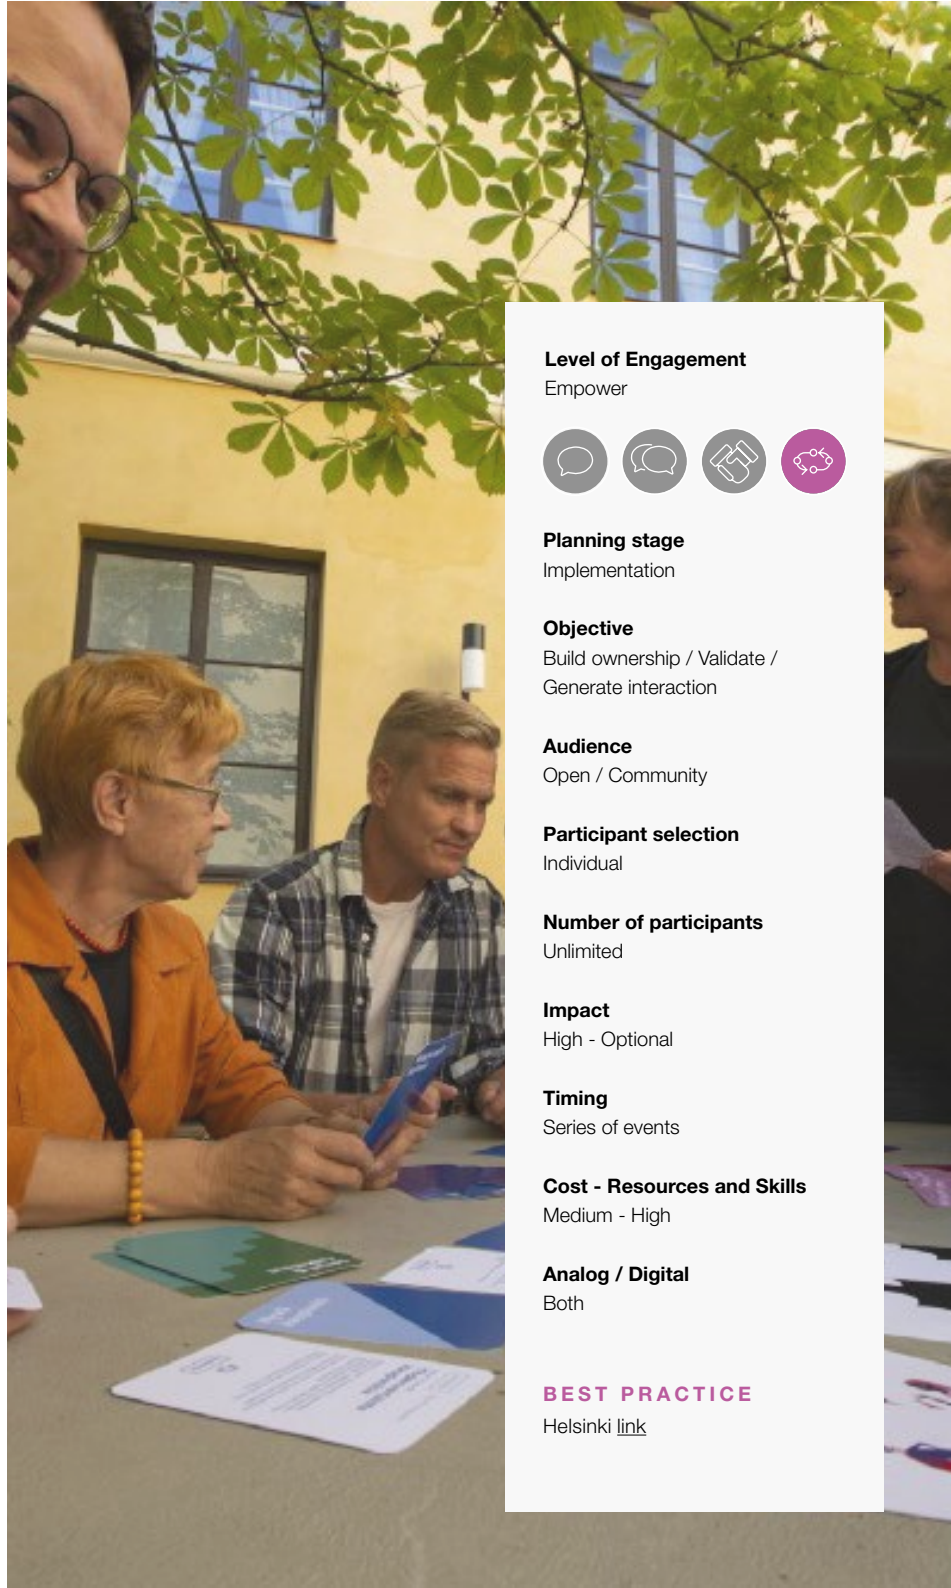 Level of Engagement
Empower
Planning stage
Implementation
Objective
Build ownership / Validate /
Generate interaction
Audience
Open / Community
Participant selection
Individual
Number of participants
Unlimited
Impact
High - Optional
Timing
Series of events
Cost - Resources and Skills
Medium - High
Analog / Digital
Both
BEST PRACTICE
Helsinki link